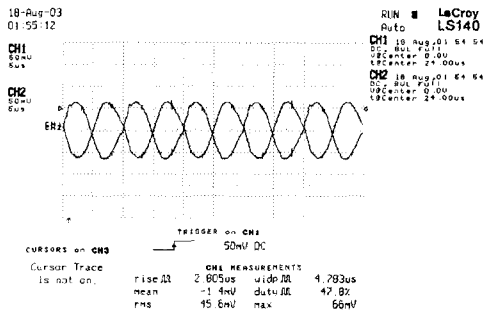 18-Aug-03
01:55:12
RUN LeCroy
Auto LS140
CH1
50mV
5us
CH1 18 Aug,01 54 54
DC, BWL Full
V@Center 0.0V
t@Center 24.00us
CH2
50mV
5us
CH2 18 Aug,01 54 54
DC, BWL Full
V@Center 0.0V
t@Center 24.00us
TRIGGER on CH1
50mV DC
CURSORS on CH3
Cursor Trace
is not on.
CH1 MEASUREMENTS
rise 2.805us widp 4.783us
mean -1.4mV duty 47.8%
rms 45.6mV max 66mV